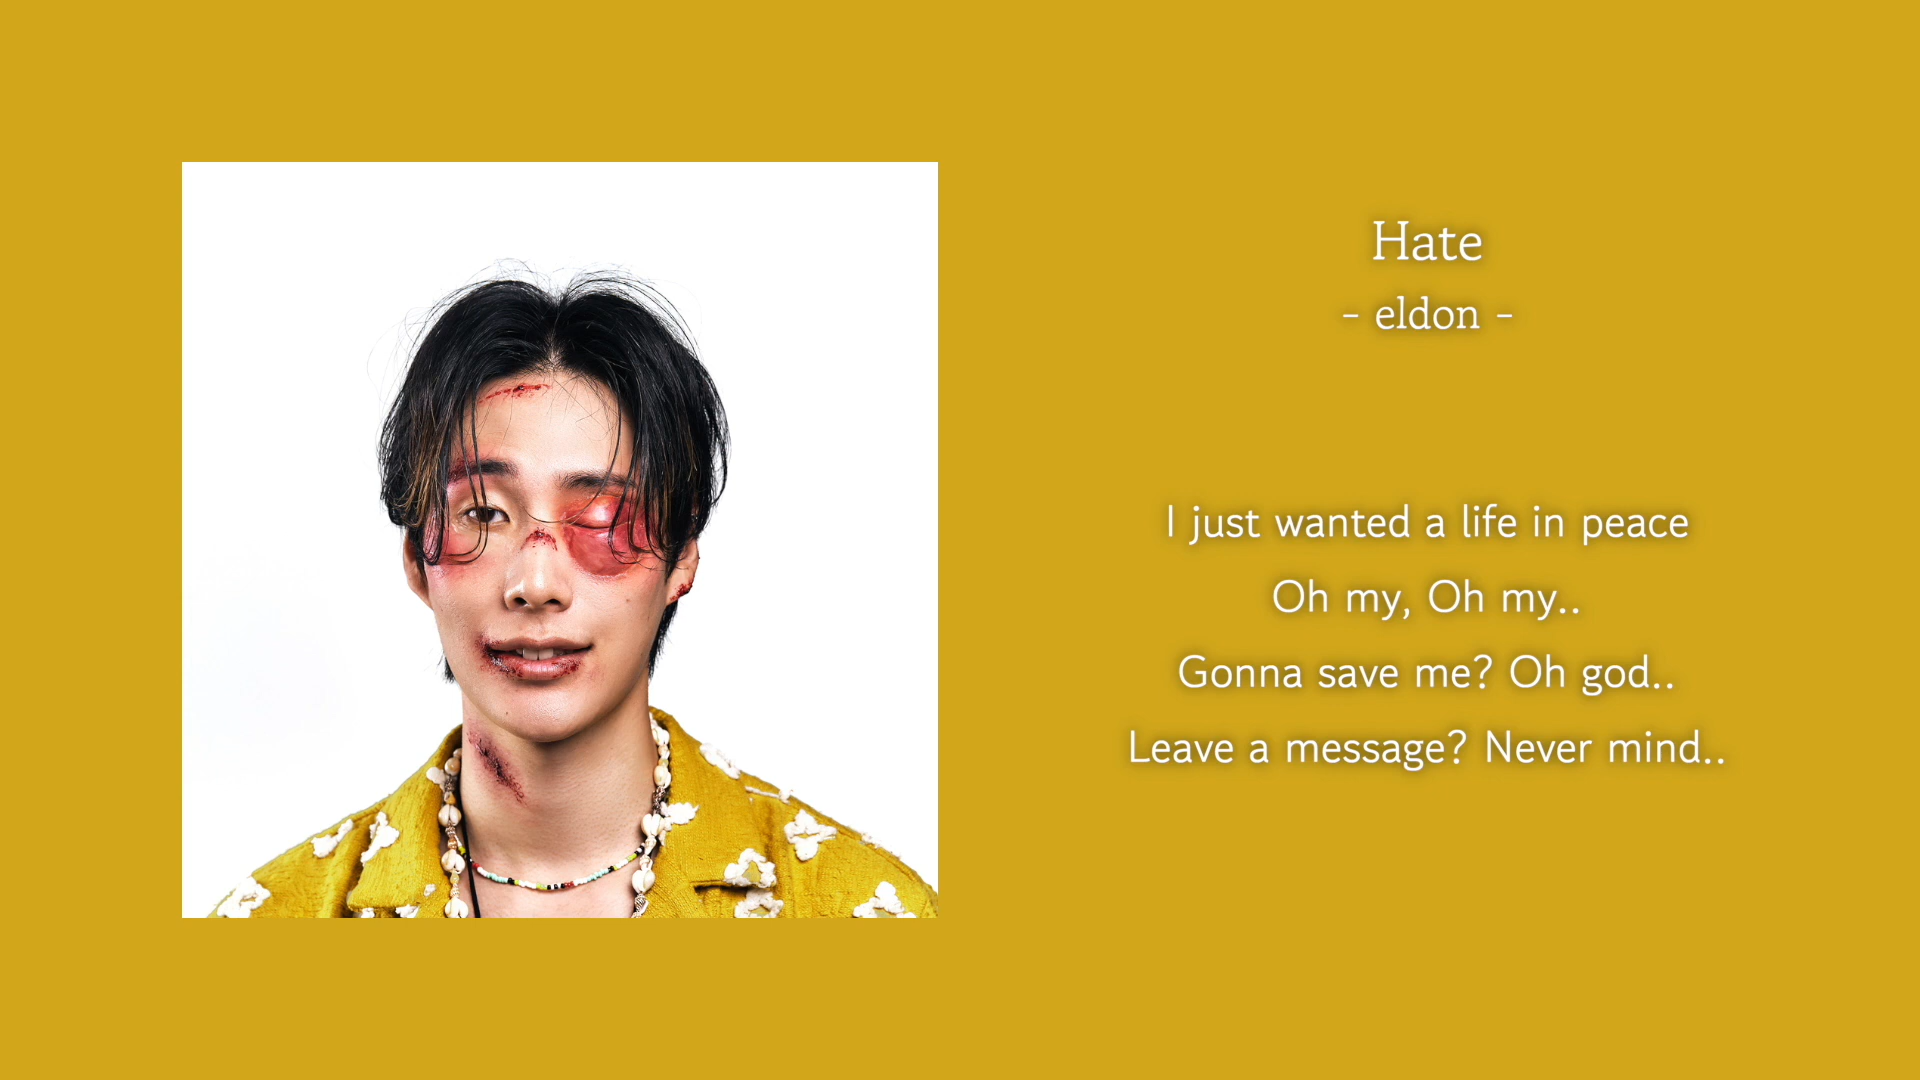 Hate
- eldon -
I just wanted a life in peace
Oh my, Oh my..
Gonna save me? Oh god..
Leave a message? Never mind..